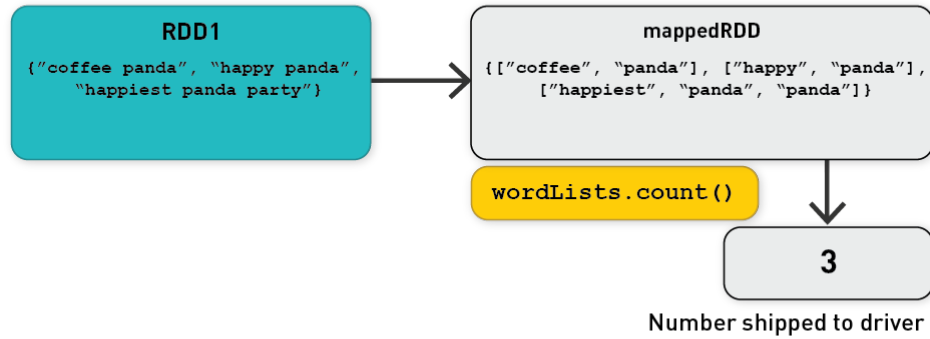 RDD1
{”coffee panda”, “happy panda”,
“happiest panda party”}
mappedRDD
{[”coffee”, “panda”], [”happy”, “panda”],
[”happiest”, “panda”, “panda”]}
wordLists.count()
3
Number shipped to driver